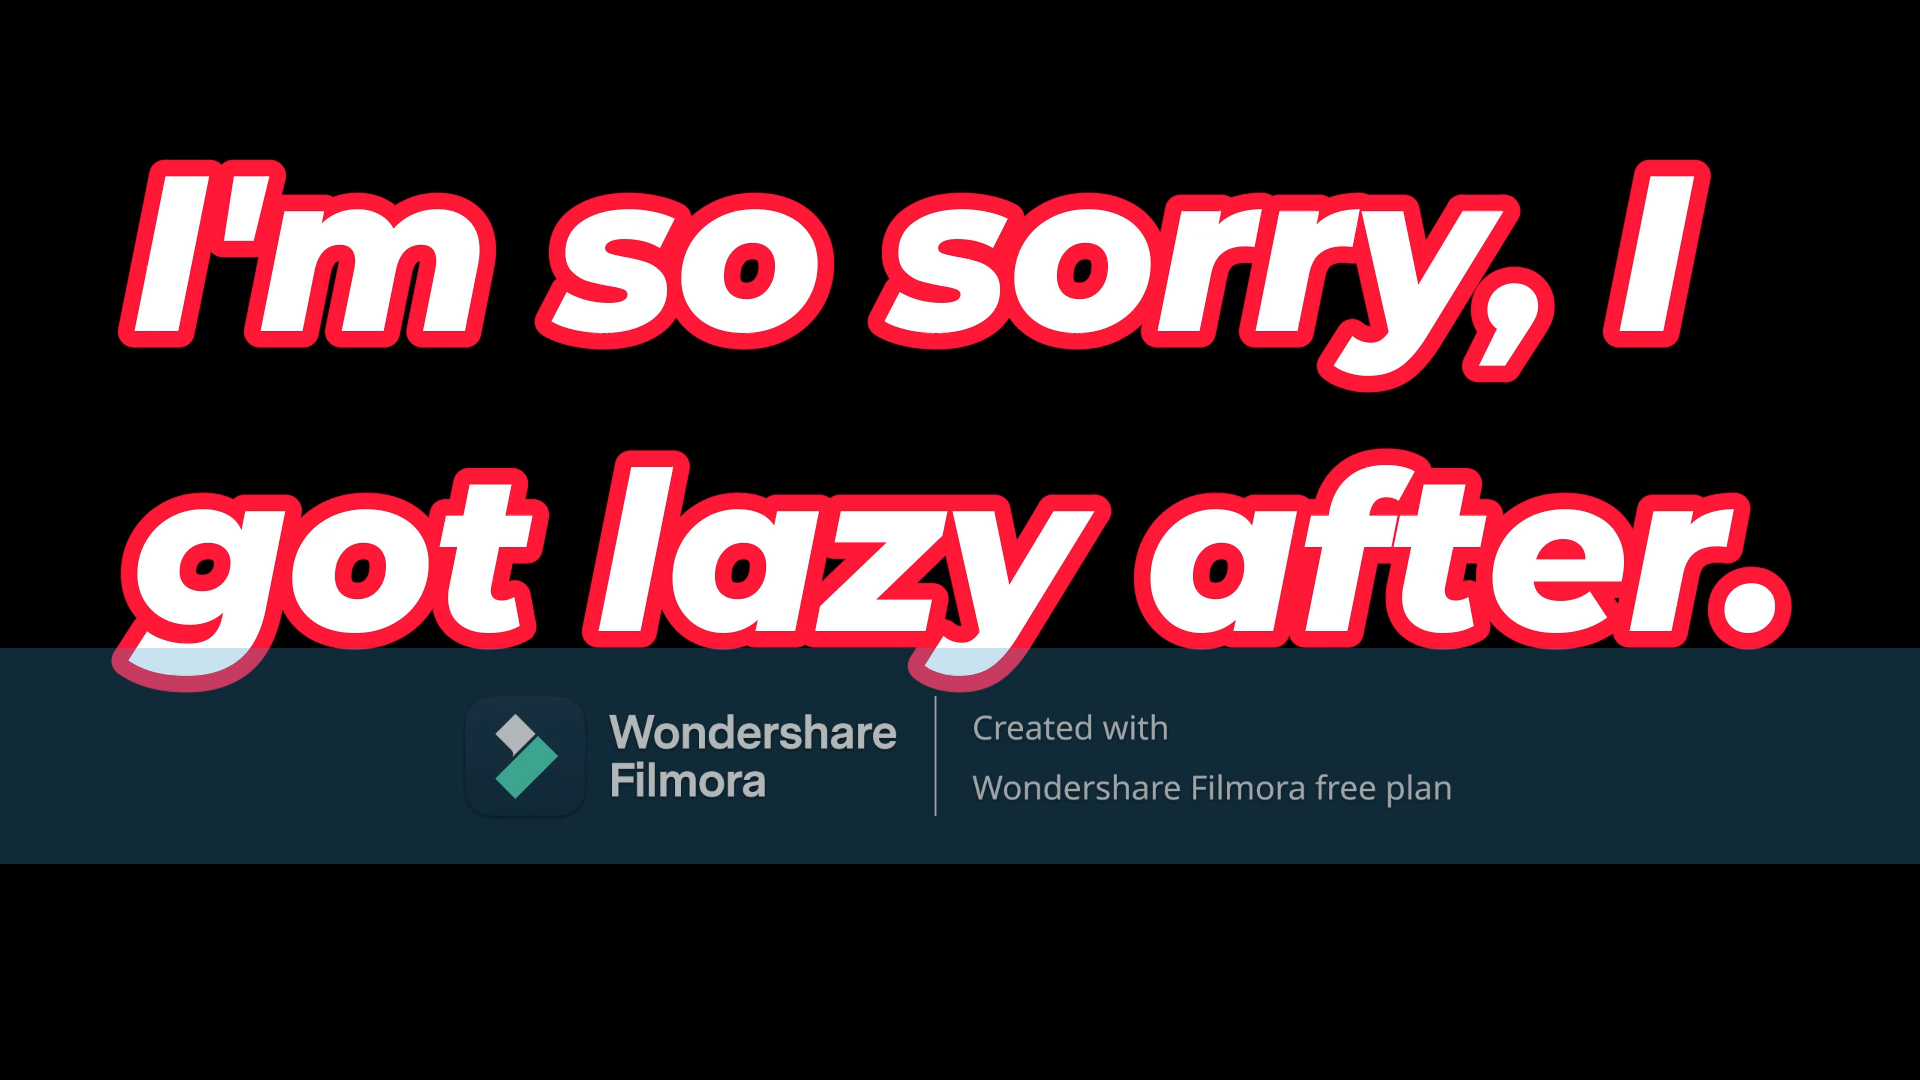 I'm so sorry, I
got lazy after.
Wondershare
Filmora
Created with
Wondershare Filmora free plan